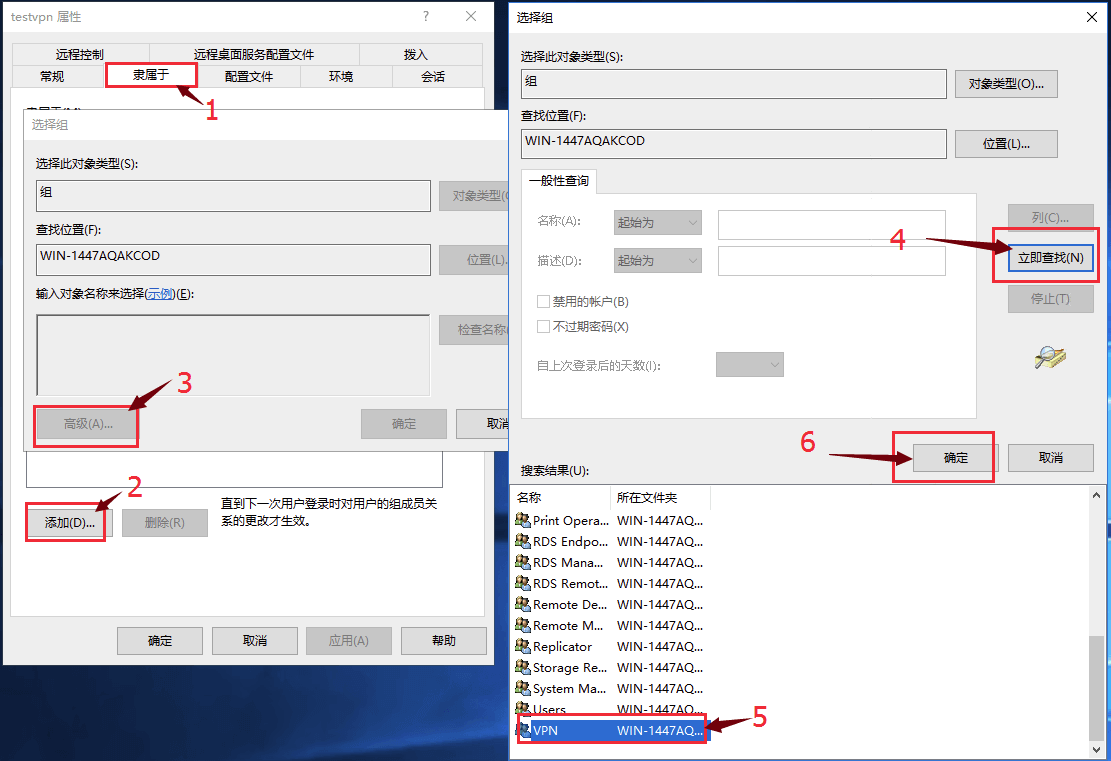 testvpn 属性
远程控制 远程桌面服务配置文件 拨入
常规 隶属于 配置文件 环境 会话
1
选择组
选择此对象类型(S):
组
对象类型(O
查找位置(F):
WIN-1447AQAKCOD
位置(L).
输入对象名称来选择(示例)(E):
检查名称
3
高级(A)...
确定
取消
2
添加(D)...
删除(R)
直到下一次用户登录时对用户的组成员关
系的更改才生效。
确定
取消
应用(A)
帮助
选择组
选择此对象类型(S):
组
对象类型(O)...
查找位置(F):
WIN-1447AQAKCOD
位置(L)...
一般性查询
名称(A):
起始为
列(C)...
4
描述(D):
起始为
立即查找(N)
禁用的帐户(B)
停止(T)
不过期密码(X)
自上次登录后的天数(I):
6
确定
取消
搜索结果(U):
名称 所在文件夹
Print Opera... WIN-1447AQ...
RDS Endpo... WIN-1447AQ...
RDS Mana... WIN-1447AQ...
RDS Remot... WIN-1447AQ...
Remote De... WIN-1447AQ...
Remote M... WIN-1447AQ...
Replicator WIN-1447AQ...
Storage Re... WIN-1447AQ...
System Ma... WIN-1447AQ...
Users WIN-1447AQ...
VPN WIN-1447AQ...
5